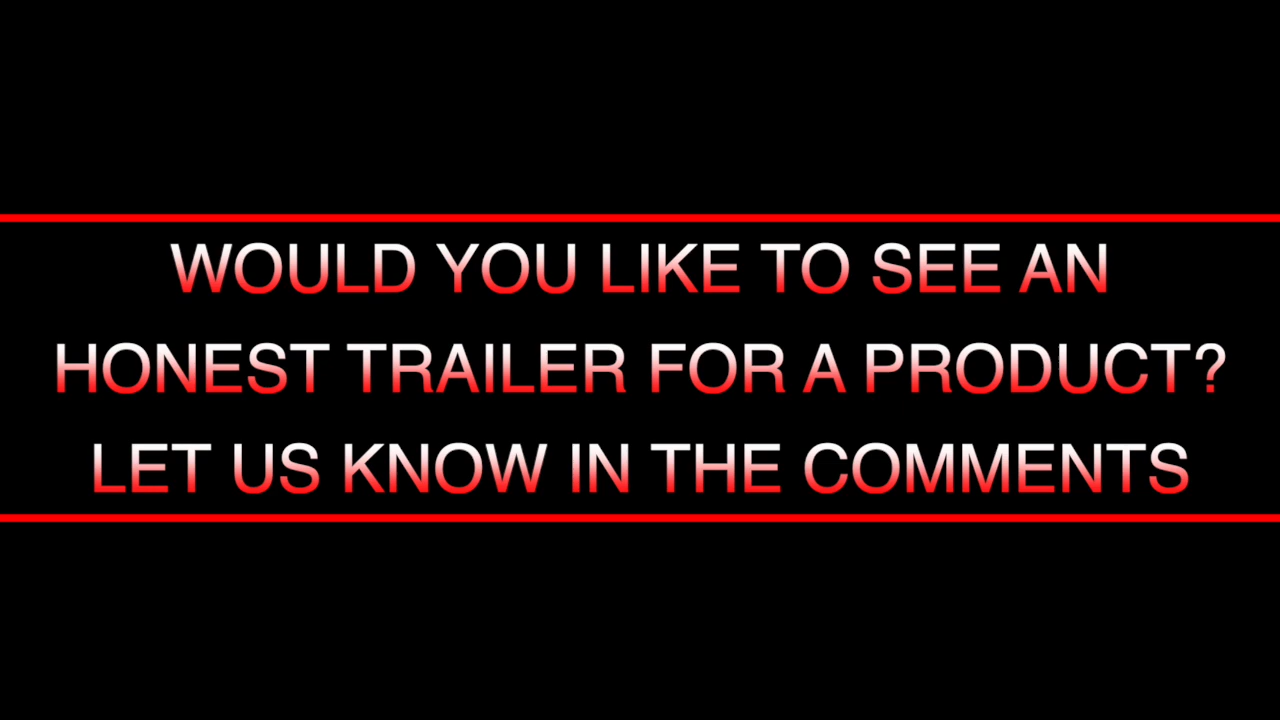 WOULD YOU LIKE TO SEE AN
HONEST TRAILER FOR A PRODUCT?
LET US KNOW IN THE COMMENTS